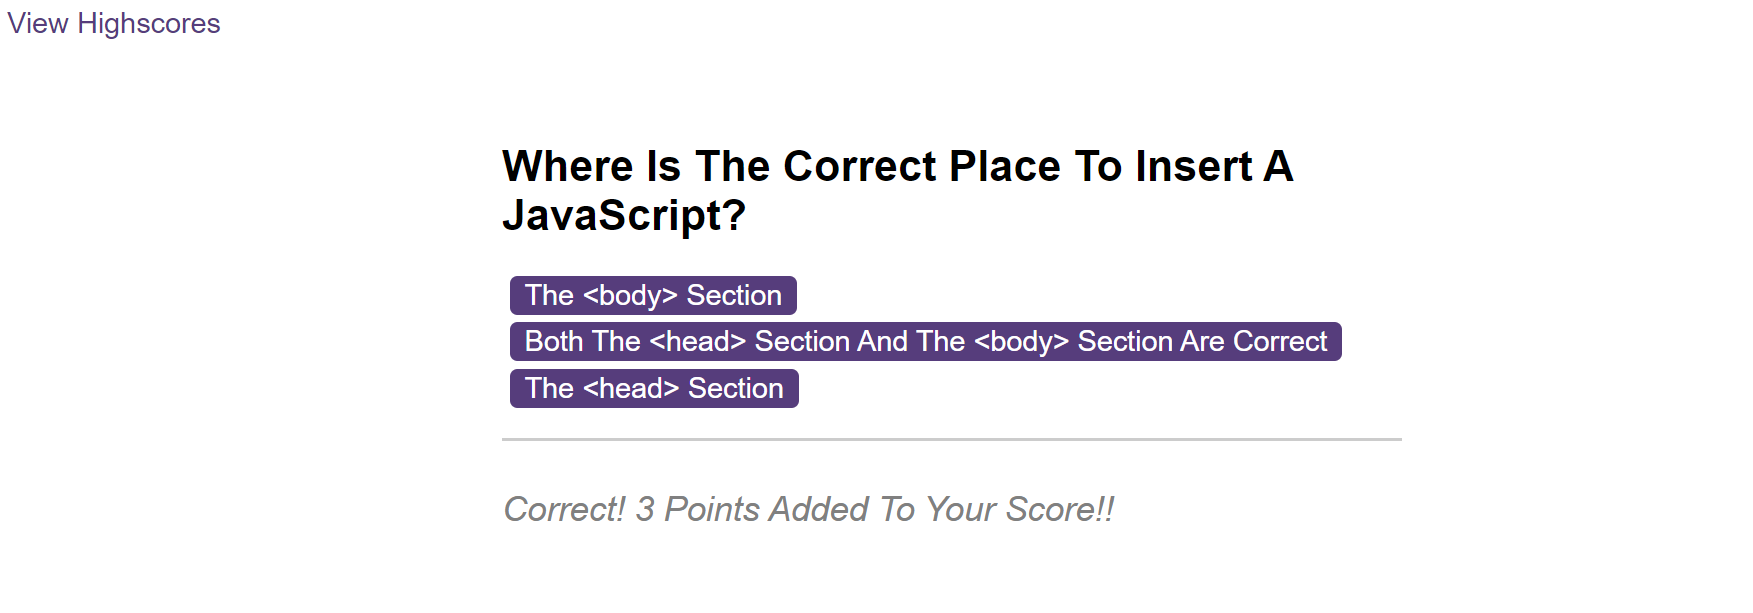 View Highscores
Where Is The Correct Place To Insert A
JavaScript?
The <body> Section
Both The <head> Section And The <body> Section Are Correct
The <head> Section
Correct! 3 Points Added To Your Score!!